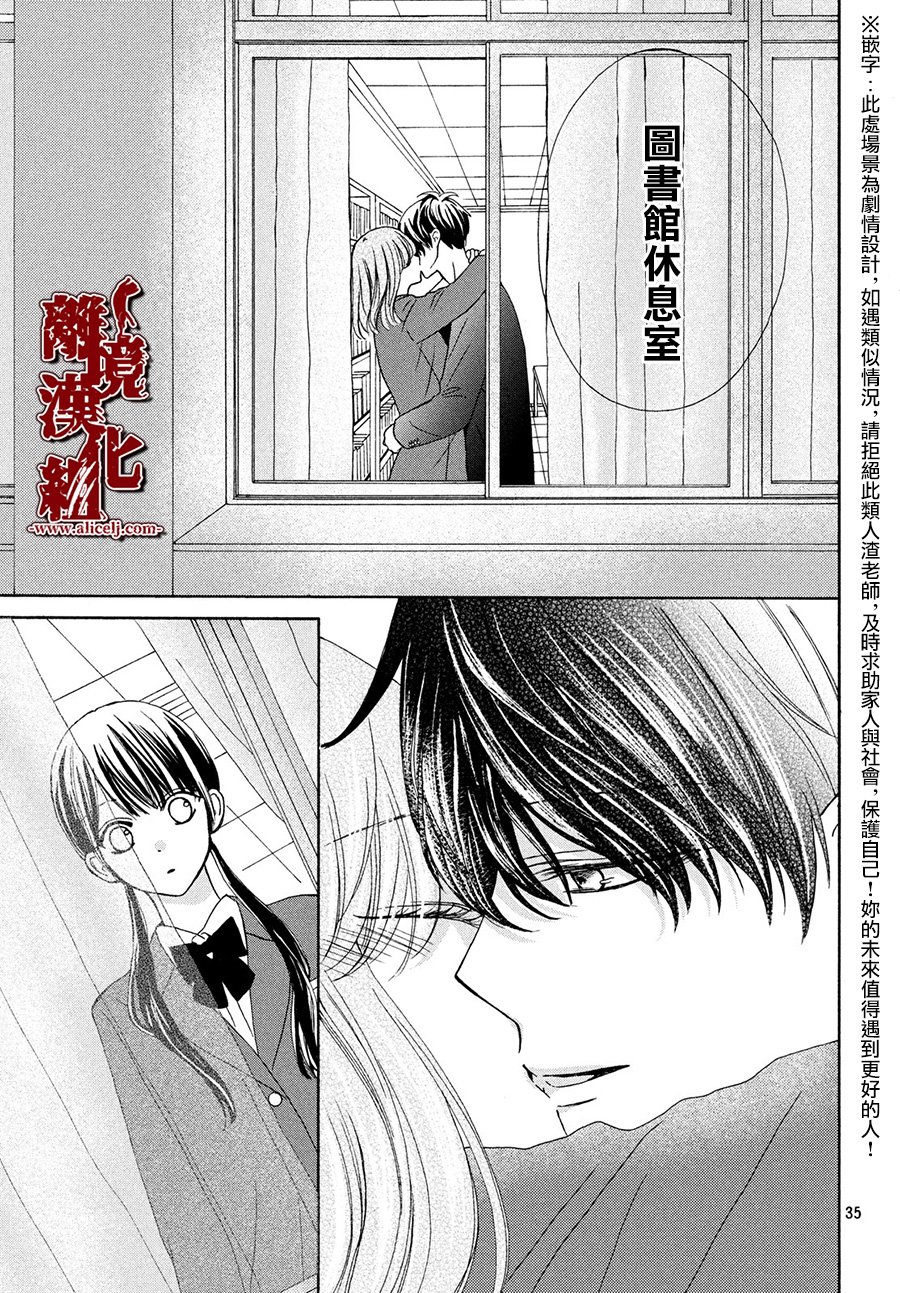 ※嵌字：此處場景為劇情設計，如遇類似情況，請拒絕此類人渣老師，及時求助家人與社會，保護自己！妳的未來值得遇到更好的人！
圖書館休息室
離境
漢化組
-www.alicelj.com-
35